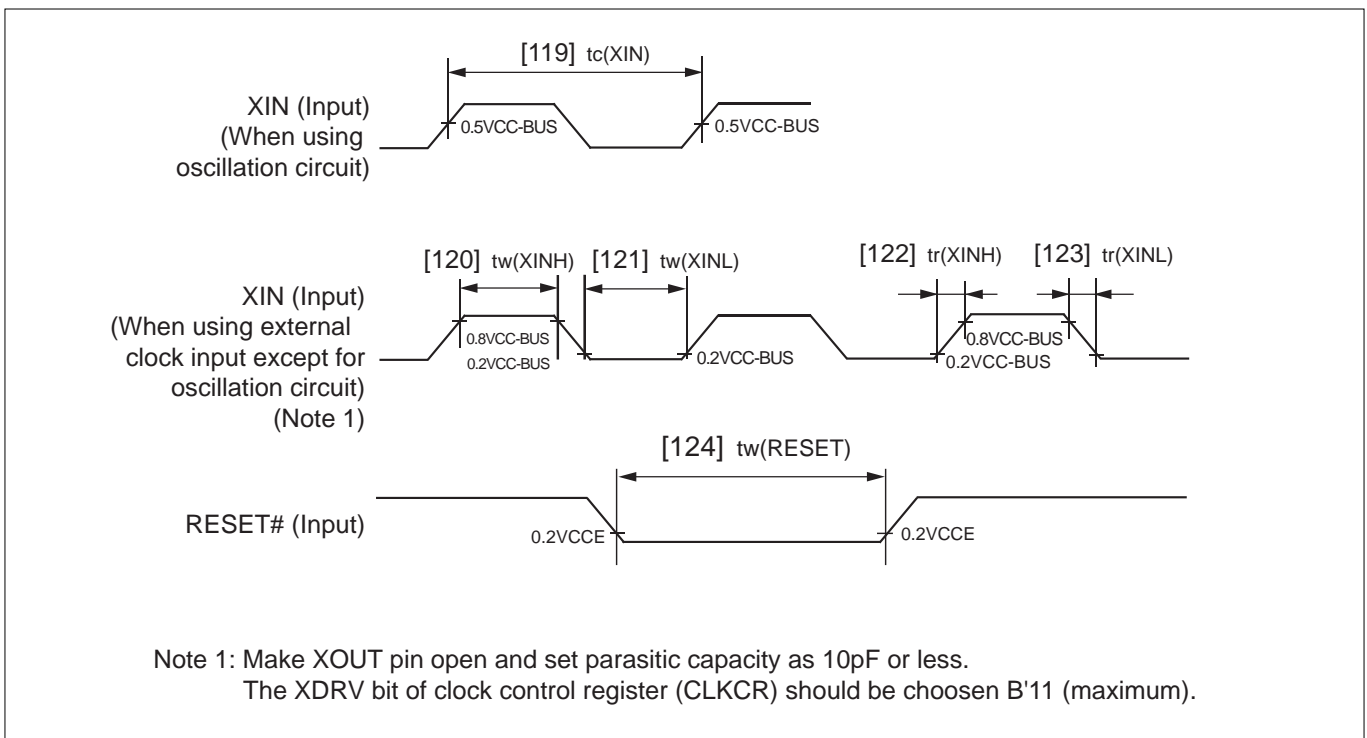 [119] tc(XIN)
XIN (Input)
(When using
oscillation circuit)
0.5VCC-BUS
0.5VCC-BUS
[120] tw(XINH)
[121] tw(XINL)
[122] tr(XINH)
[123] tr(XINL)
XIN (Input)
(When using external
clock input except for
oscillation circuit)
(Note 1)
0.8VCC-BUS
0.2VCC-BUS
0.2VCC-BUS
0.8VCC-BUS
0.2VCC-BUS
[124] tw(RESET)
RESET# (Input)
0.2VCCE
0.2VCCE
Note 1: Make XOUT pin open and set parasitic capacity as 10pF or less.
The XDRV bit of clock control register (CLKCR) should be choosen B'11 (maximum).